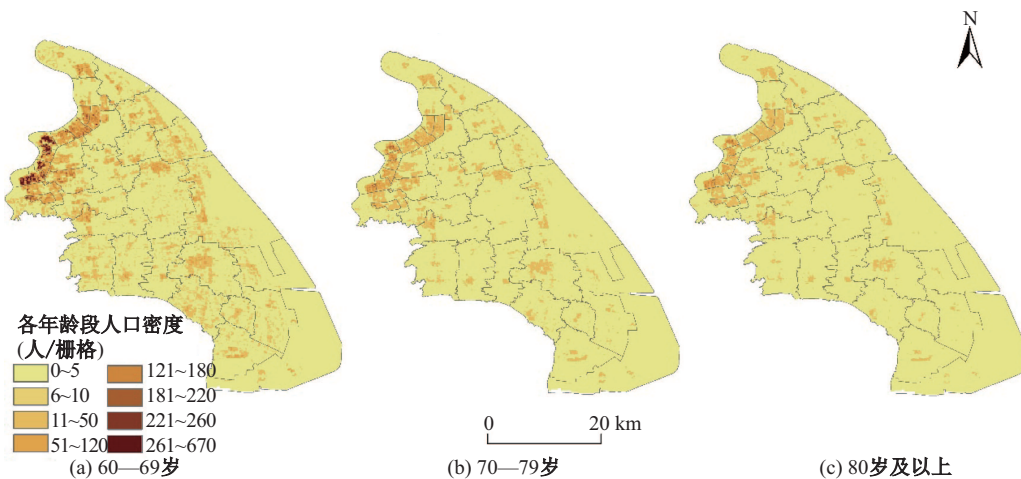 N
各年龄段人口密度
(人/栅格)
0~5
121~180
6~10
181~220
11~50
221~260
51~120
261~670
0
20 km
(a) 60—69岁
(b) 70—79岁
(c) 80岁及以上